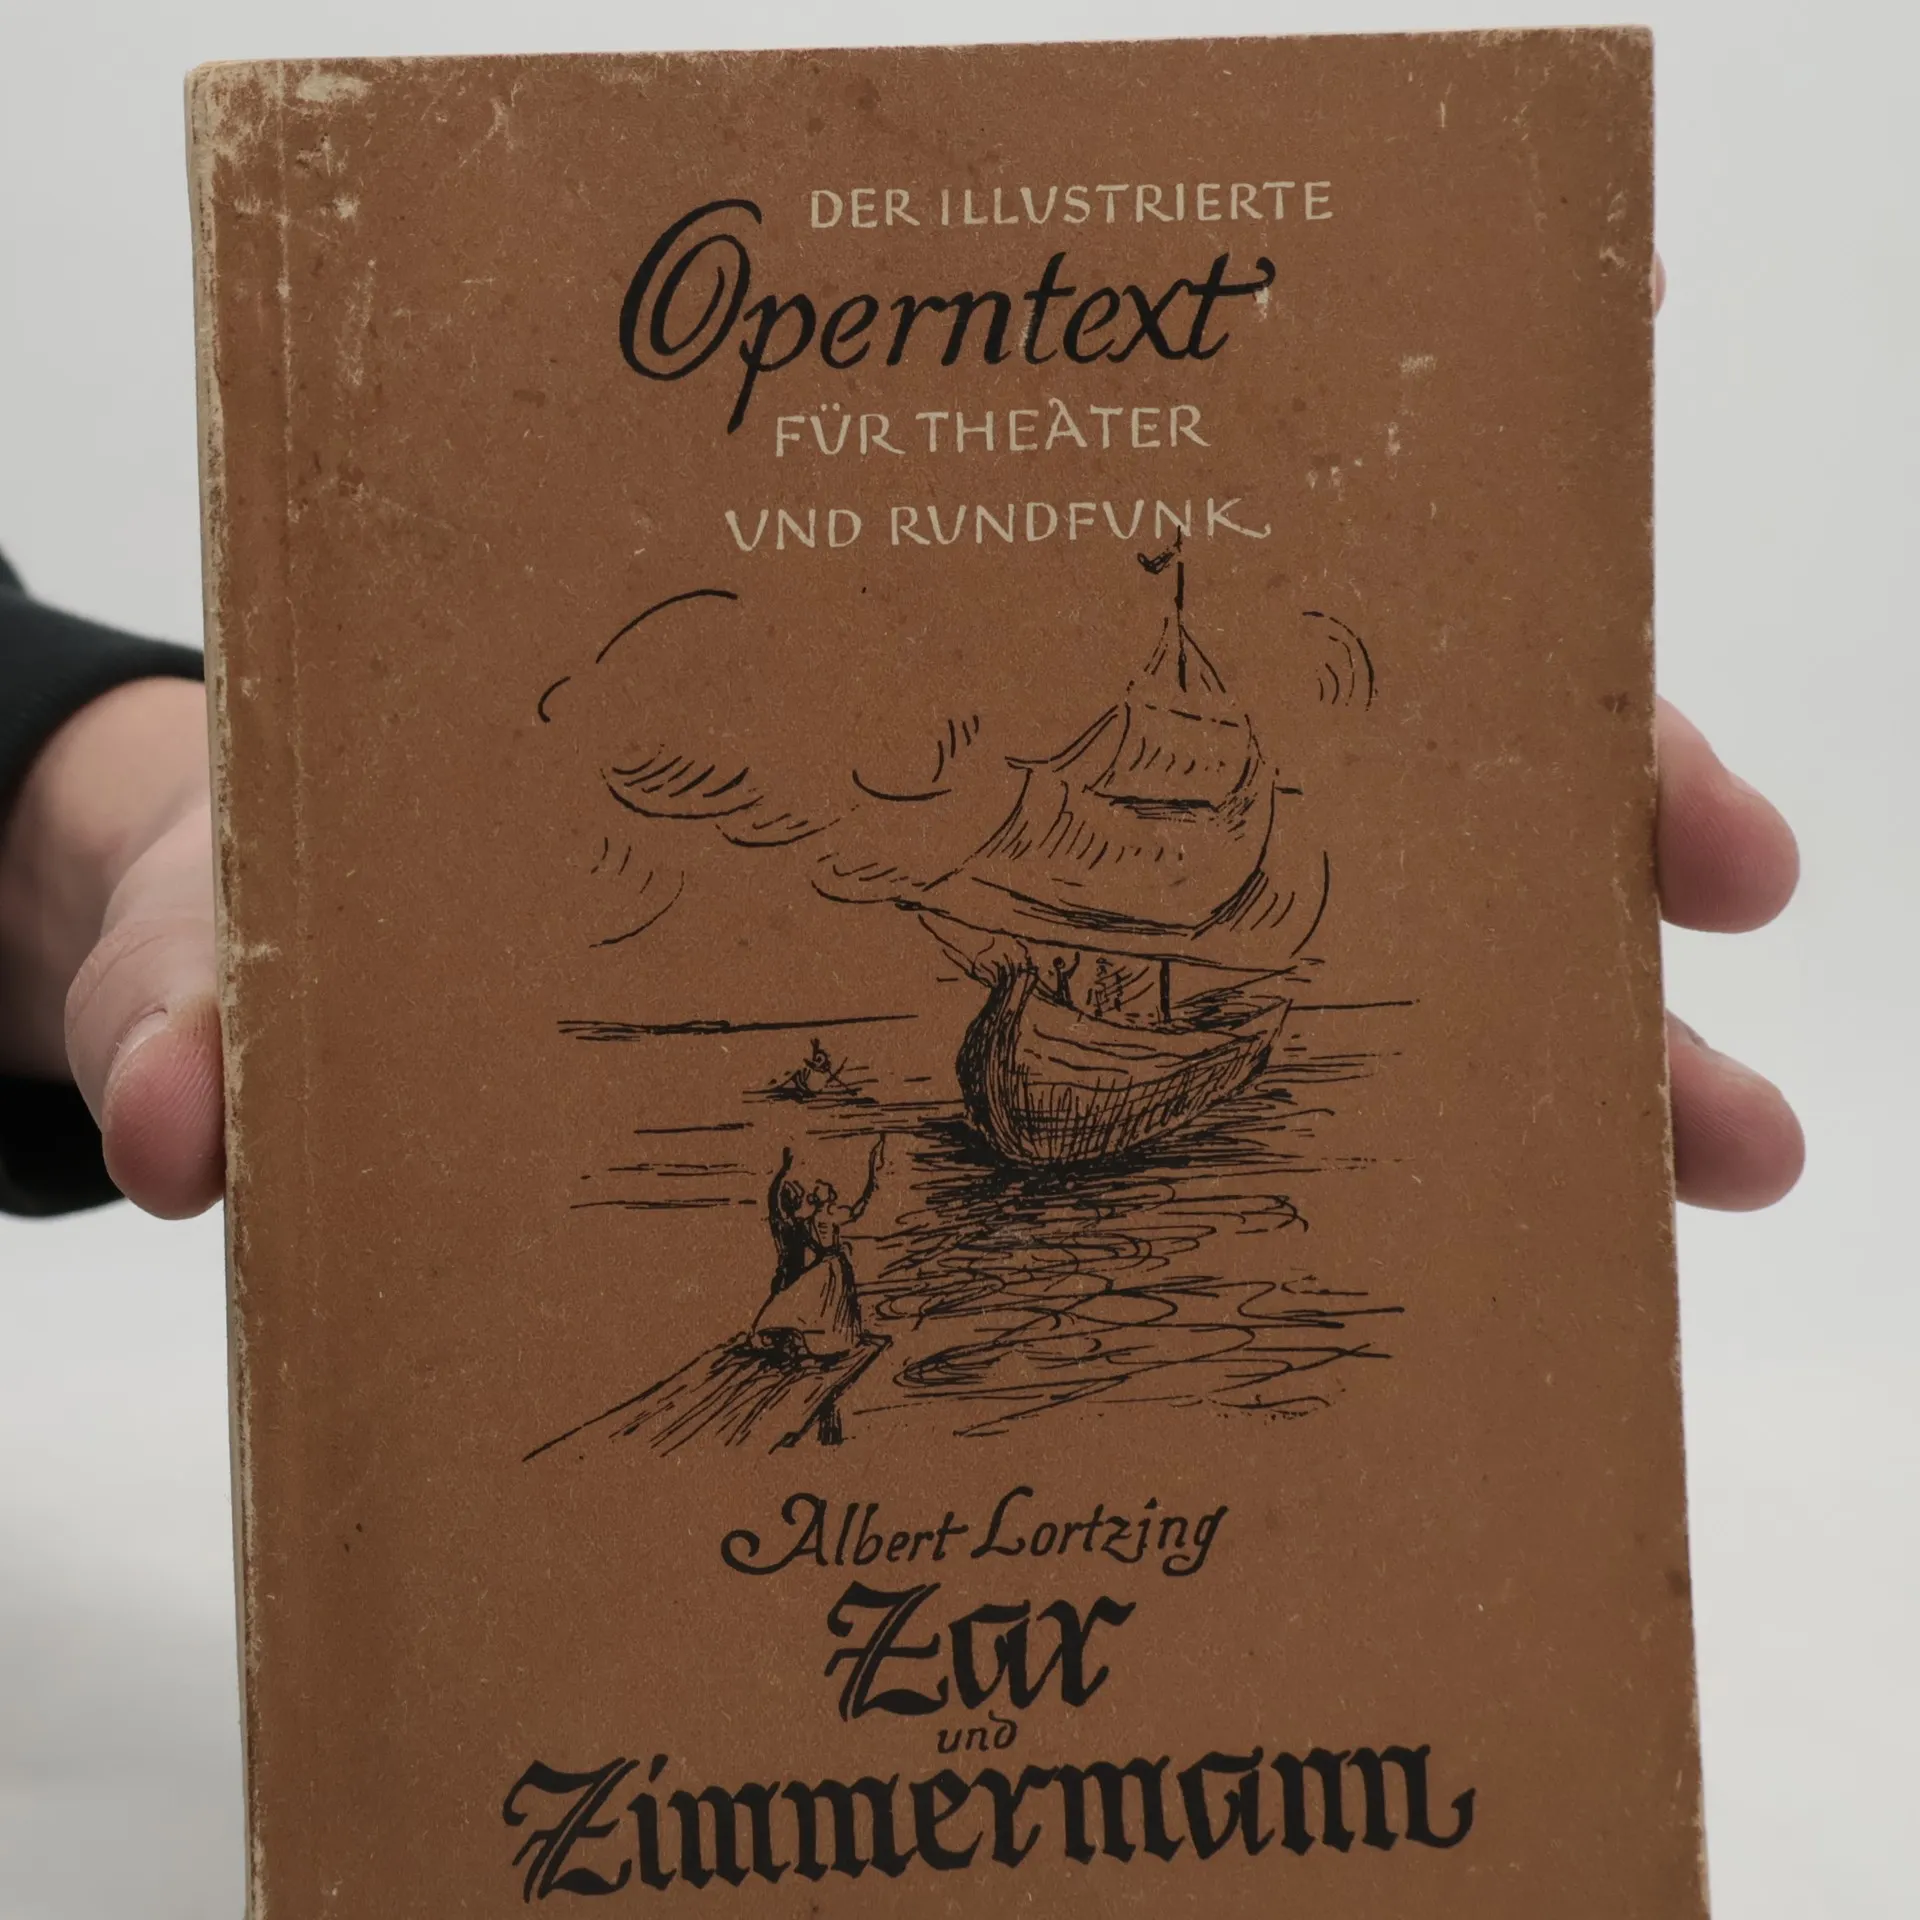 DER ILLUSTRIERTE
Operntext
FÜR THEATER
UND RUNDFUNK
Albert Lortzing
Zar
und
Zimmermann